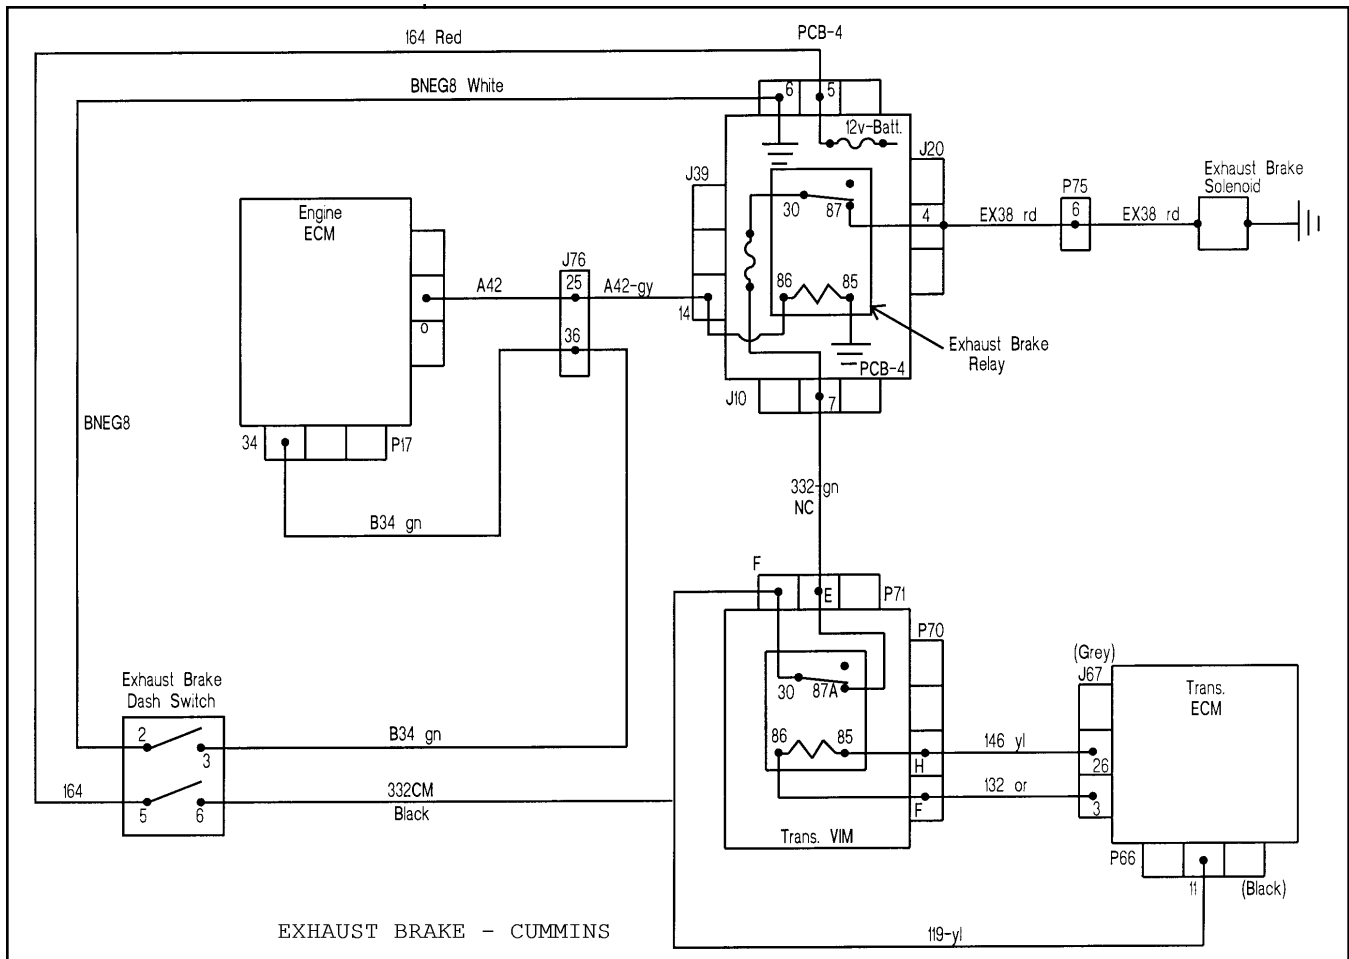 164 Red
PCB-4
BNEG8 White
6
5
12v-Batt.
J20
J39
30
87
4
EX38 rd
P75
6
EX38 rd
Exhaust Brake
Solenoid
Engine
ECM
J76
A42
25
A42-gy
86
85
14
O
36
Exhaust Brake
Relay
PCB-4
J10
7
BNEG8
34
P17
332-gn
NC
B34 gn
F
E
P71
P70
(Grey)
J67
Trans.
ECM
30
87A
Exhaust Brake
Dash Switch
2
3
B34 gn
86
85
H
146 yl
26
164
5
6
332CM
Black
F
132 or
3
Trans. VIM
P66
11
(Black)
EXHAUST BRAKE - CUMMINS
119-yl